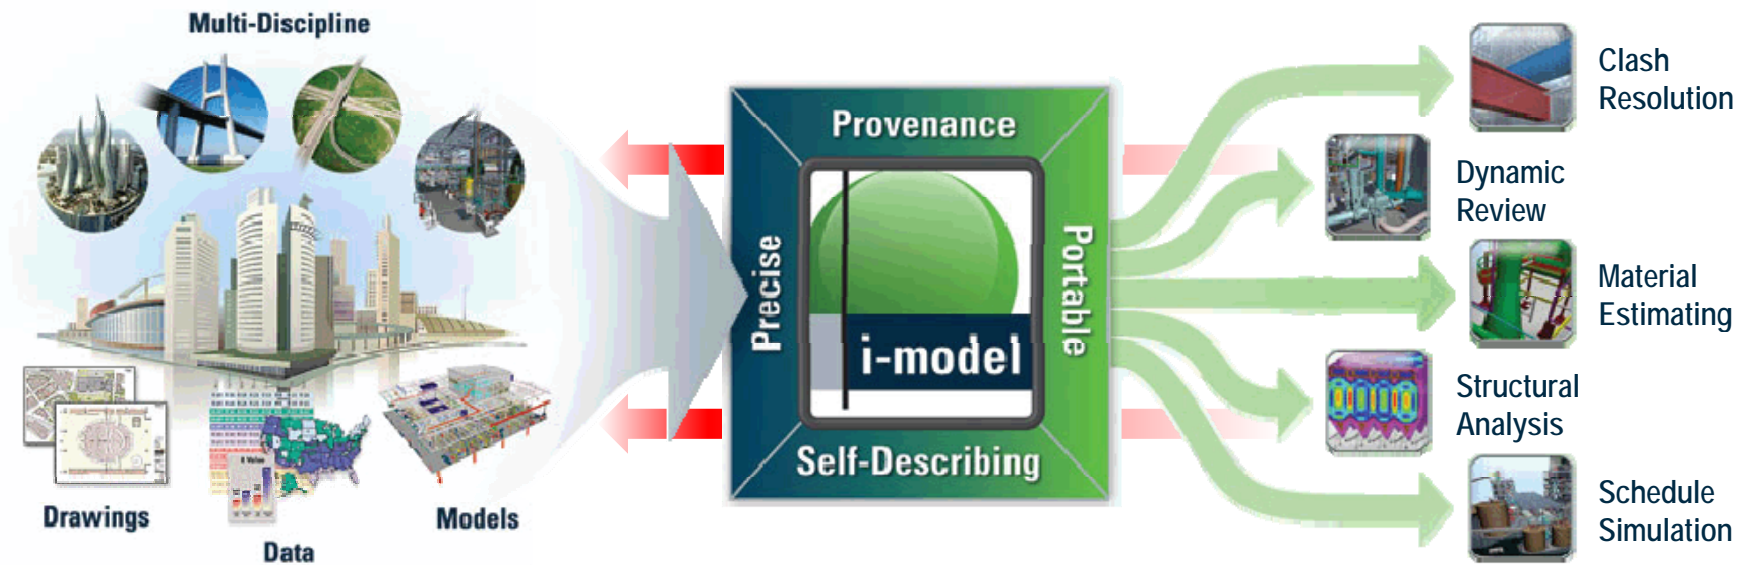 Multi-Discipline
Drawings
Data
Models
X Value
Provenance
Precise
Portable
i-model
Self-Describing
Clash
Resolution
Dynamic
Review
Material
Estimating
Structural
Analysis
Schedule
Simulation